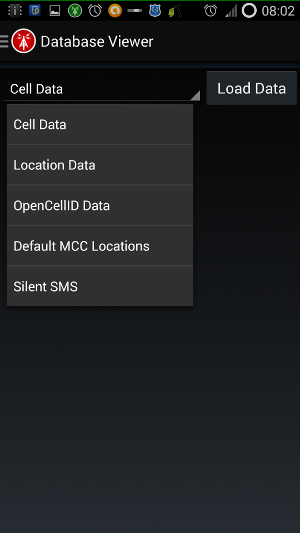 08:02
Database Viewer
Cell Data
Load Data
Cell Data
Location Data
OpenCellID Data
Default MCC Locations
Silent SMS